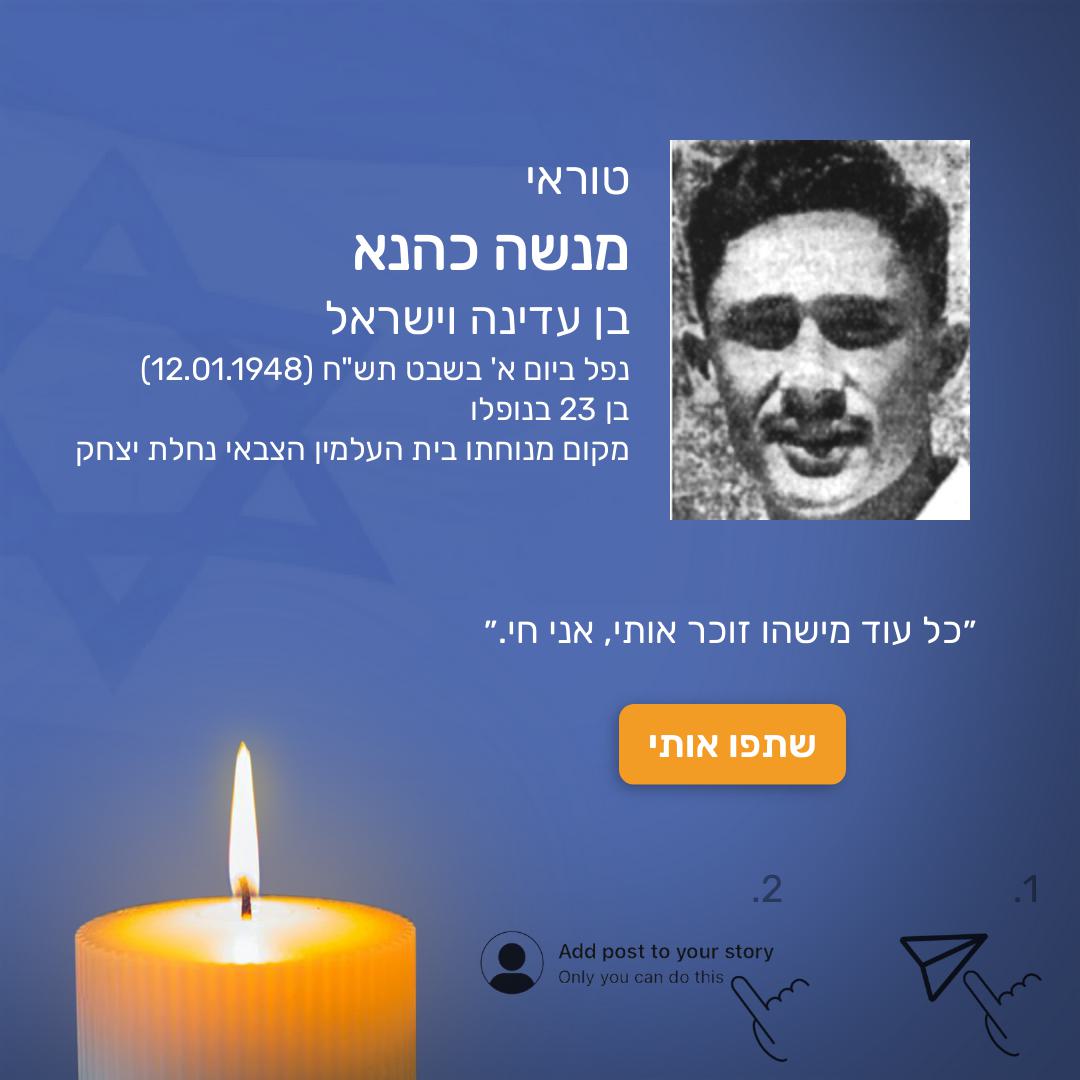 טוראי
מנשה כהנא
בן עדינה וישראל
נפל ביום א' בשבט תש"ח (12.01.1948)
בן 23 בנופלו
מקום מנוחתו בית העלמין הצבאי נחלת יצחק
״כל עוד מישהו זוכר אותי, אני חי.״
שתפו אותי
1.
2.
Add post to your story
Only you can do this